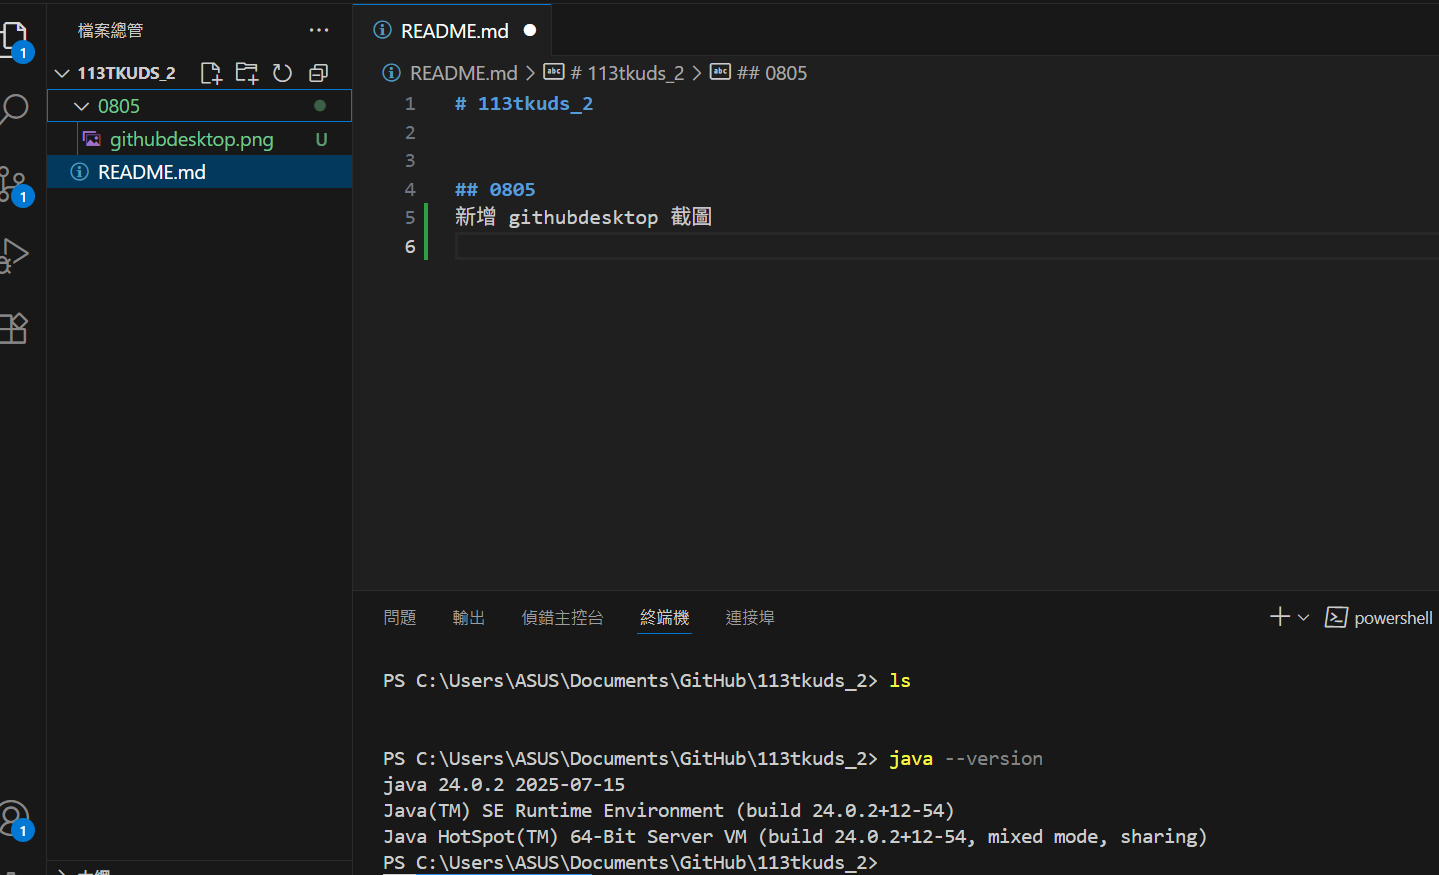 檔案總管
···
1
113TKUDS_2
0805
githubdesktop.png U
README.md
1
1
README.md
README.md > # 113tkuds_2 > ## 0805
1 # 113tkuds_2
2
3
4 ## 0805
5 新增 githubdesktop 截圖
6
問題 輸出 偵錯主控台 終端機 連接埠
powershell
PS C:\Users\ASUS\Documents\GitHub\113tkuds_2> ls
PS C:\Users\ASUS\Documents\GitHub\113tkuds_2> java --version
java 24.0.2 2025-07-15
Java(TM) SE Runtime Environment (build 24.0.2+12-54)
Java HotSpot(TM) 64-Bit Server VM (build 24.0.2+12-54, mixed mode, sharing)
PS C:\Users\ASUS\Documents\GitHub\113tkuds_2>